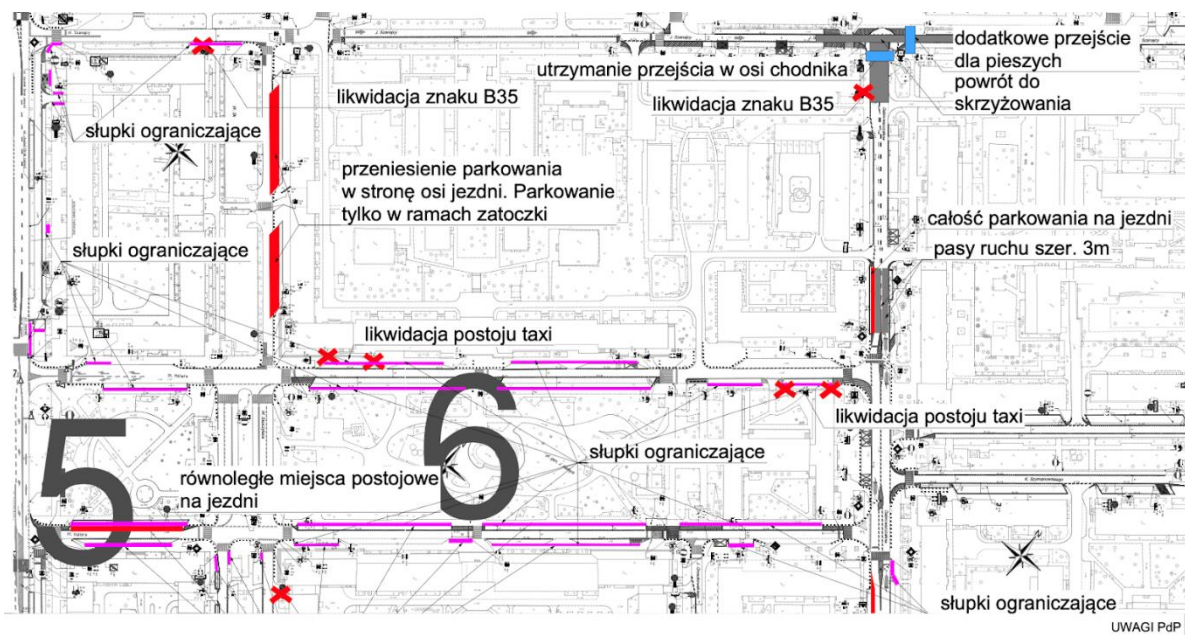 dodatkowe przejście
dla pieszych
powrót do
skrzyżowania
utrzymanie przejścia w osi chodnika
likwidacja znaku B35
likwidacja znaku B35
słupki ograniczające
przeniesienie parkowania
w stronę osi jezdni. Parkowanie
tylko w ramach zatoczki
całość parkowania na jezdni
pasy ruchu szer. 3m
słupki ograniczające
likwidacja postoju taxi
6
likwidacja postoju taxi
5
słupki ograniczające
równoległe miejsca postojowe
na jezdni
słupki ograniczające
UWAGI PdP